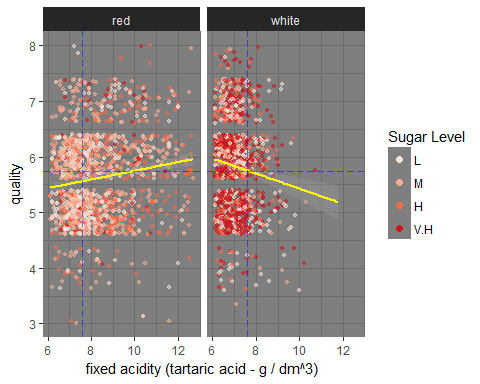 red white
8
7
6
5
4
3
quality
6 8 10 12 6 8 10 12
fixed acidity (tartaric acid - g / dm^3)
Sugar Level
L
M
H
V.H